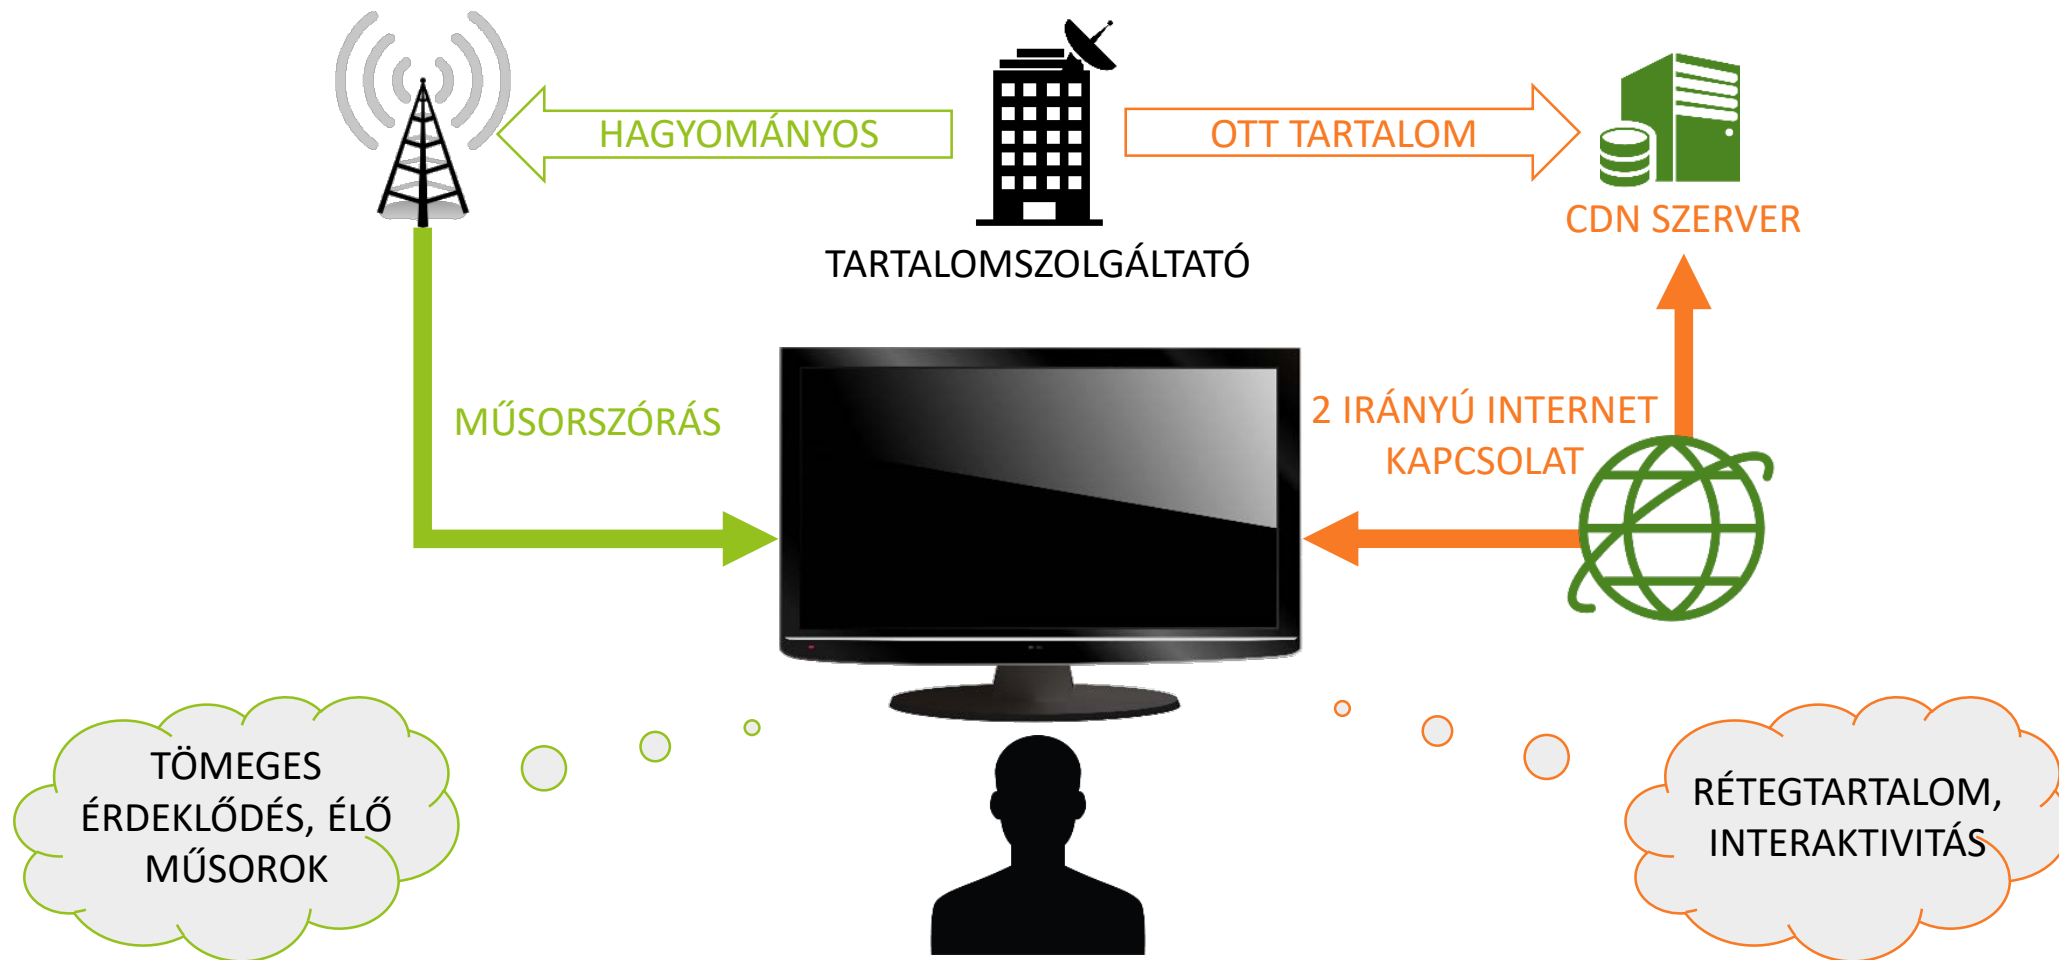 HAGYOMÁNYOS
OTT TARTALOM
CDN SZERVER
TARTALOMSZOLGÁLTATÓ
MŰSORSZÓRÁS
2 IRÁNYÚ INTERNET
KAPCSOLAT
TÖMEGES
ÉRDEKLŐDÉS, ÉLŐ
MŰSOROK
RÉTEGTARTALOM,
INTERAKTIVITÁS